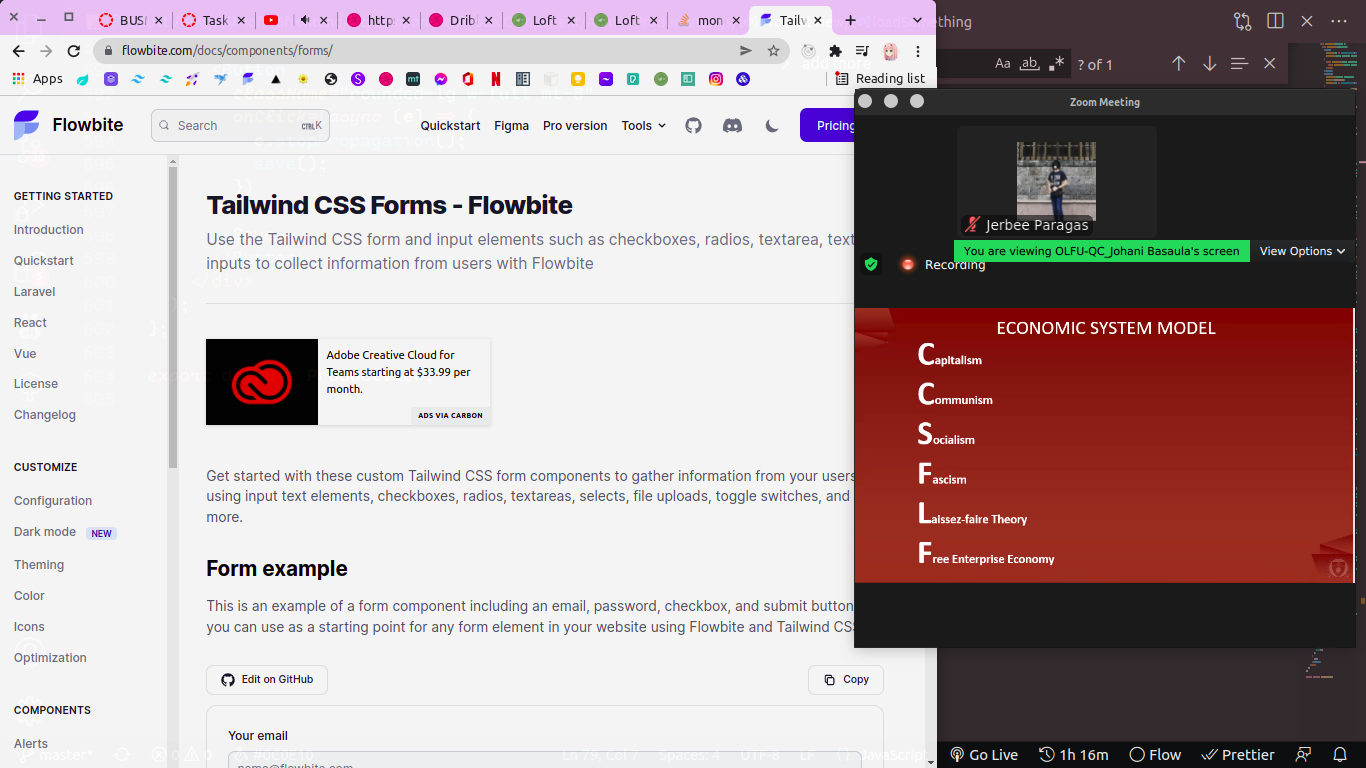 BUSI
Task
http
Drib
Loft
Loft
mon
Tailw
flowbite.com/docs/components/forms/
Apps
Reading list
Flowbite
Search
CTRL K
Quickstart
Figma
Pro version
Tools
Pricing
GETTING STARTED
Introduction
Quickstart
Laravel
React
Vue
License
Changelog
CUSTOMIZE
Configuration
Dark mode NEW
Theming
Color
Icons
Optimization
COMPONENTS
Alerts
Tailwind CSS Forms - Flowbite
Use the Tailwind CSS form and input elements such as checkboxes, radios, textarea, text
inputs to collect information from users with Flowbite
Adobe Creative Cloud for
Teams starting at $33.99 per
month.
ADS VIA CARBON
Get started with these custom Tailwind CSS form components to gather information from your users
using input text elements, checkboxes, radios, textareas, selects, file uploads, toggle switches, and
more.
Form example
This is an example of a form component including an email, password, checkbox, and submit button
you can use as a starting point for any form element in your website using Flowbite and Tailwind CSS
Edit on GitHub
Copy
Your email
name@flowbite.com
Aa ab
? of 1
Zoom Meeting
Jerbee Paragas
You are viewing OLFU-QC_Johani Basaula's screen
View Options
Recording
ECONOMIC SYSTEM MODEL
Capitalism
Communism
Socialism
Fascism
Laissez-faire Theory
Free Enterprise Economy
master*
0 0
Ln 79, Col 7
Spaces: 4
UTF-8
LF
{} JavaScript
Go Live
1h 16m
Flow
Prettier